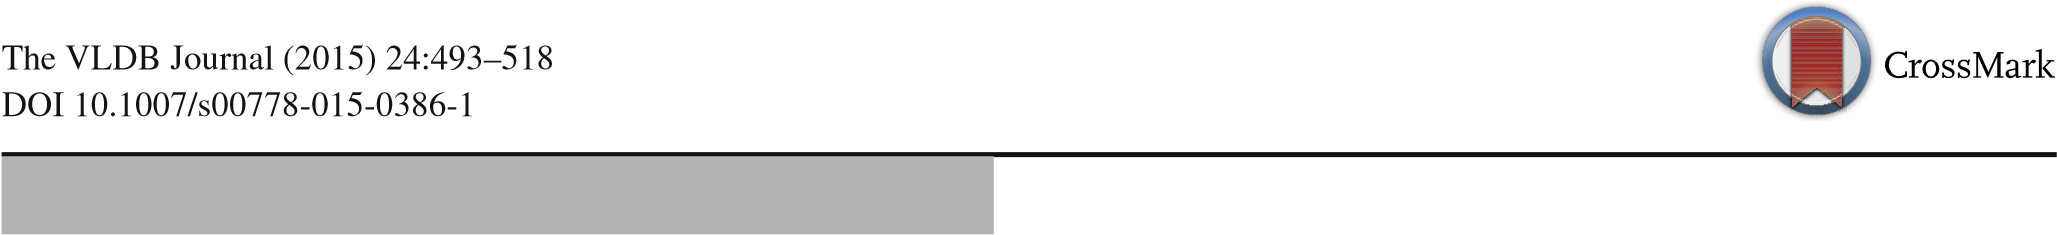 The VLDB Journal (2015) 24:493–518
DOI 10.1007/s00778-015-0386-1
CrossMark